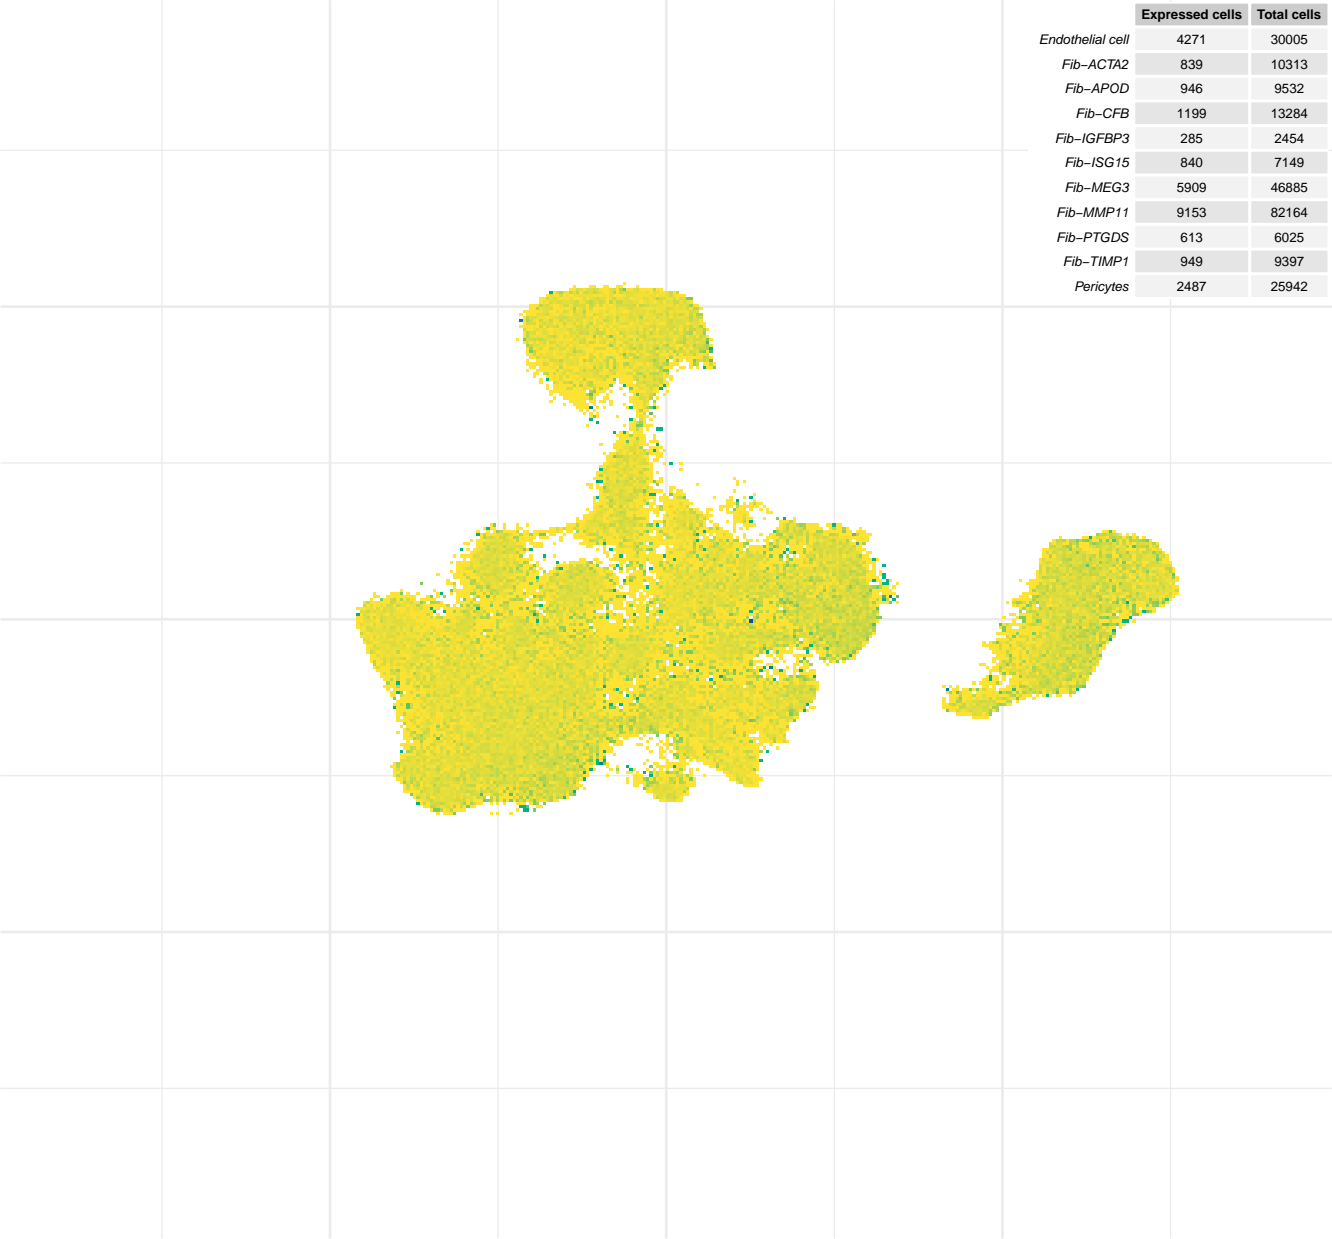 Expressed cells Total cells
Endothelial cell 4271 30005
Fib−ACTA2 839 10313
Fib−APOD 946 9532
Fib−CFB 1199 13284
Fib−IGFBP3 285 2454
Fib−ISG15 840 7149
Fib−MEG3 5909 46885
Fib−MMP11 9153 82164
Fib−PTGDS 613 6025
Fib−TIMP1 949 9397
Pericytes 2487 25942